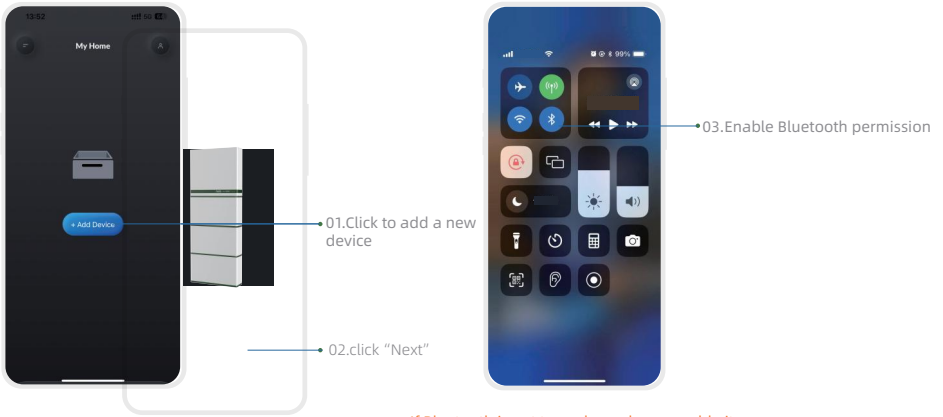 13:52
5G
My Home
+ Add Device
01.Click to add a new
device
02.click “Next”
99%
03.Enable Bluetooth permission